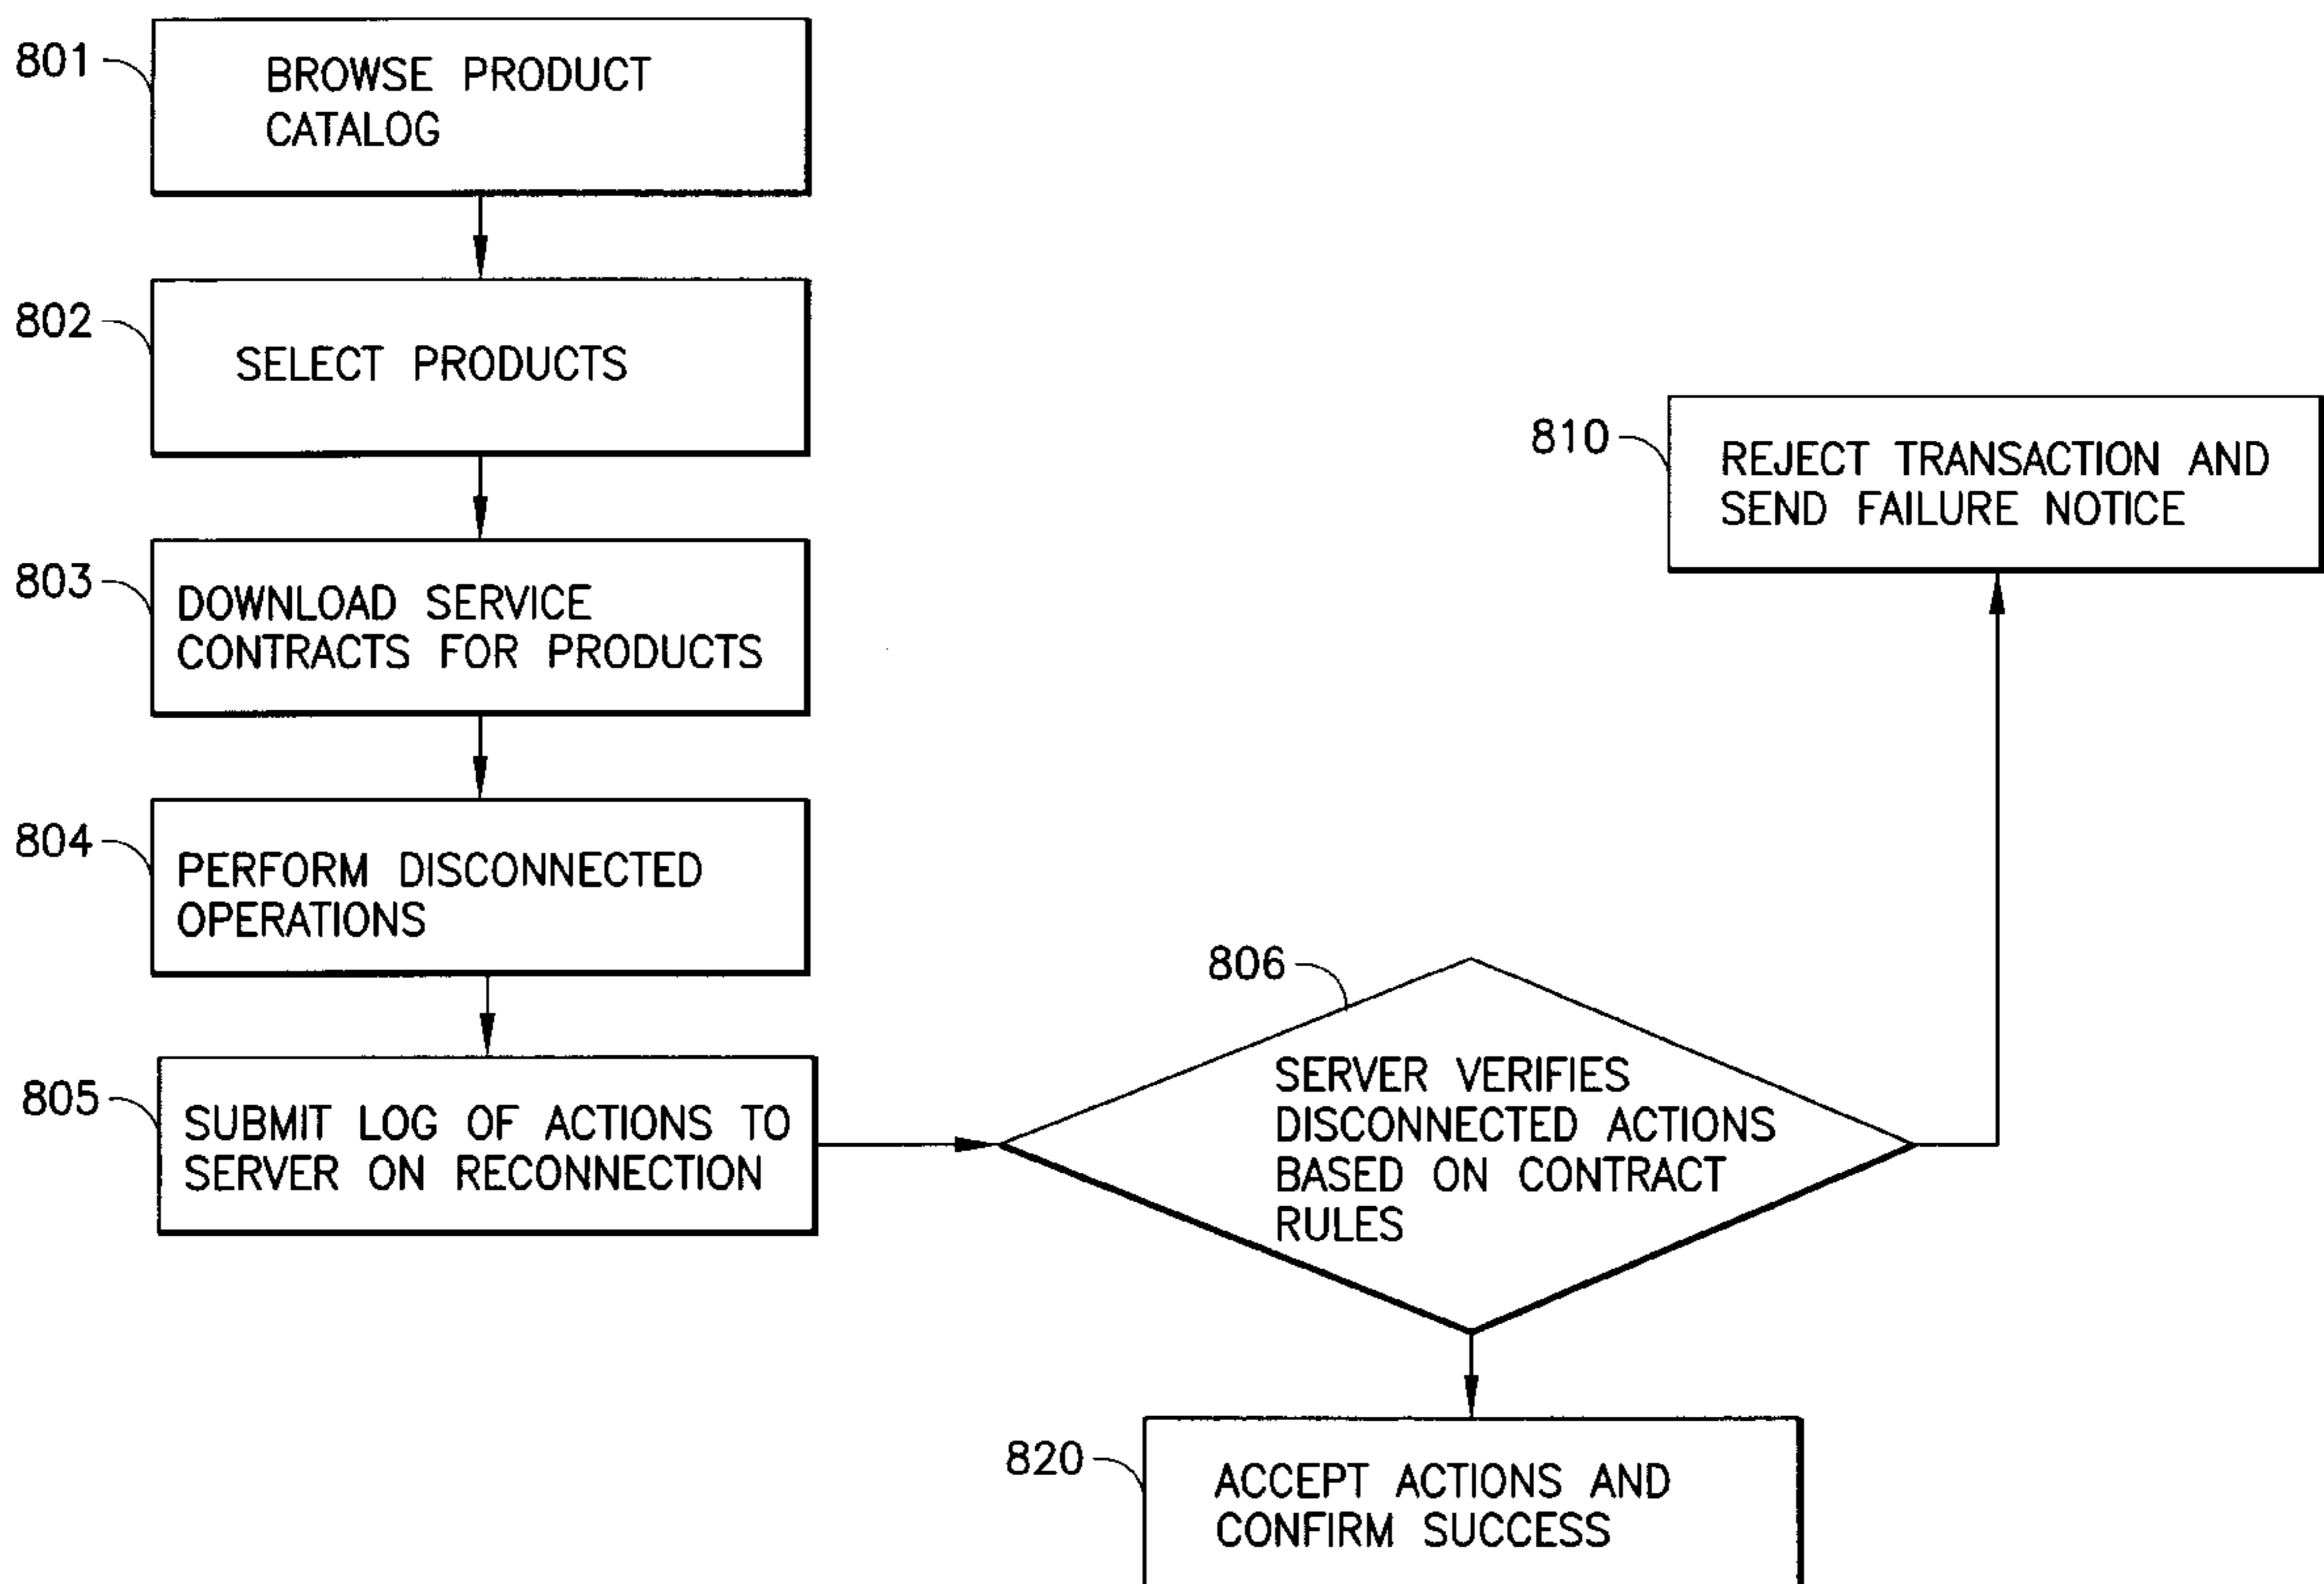 801
BROWSE PRODUCT
CATALOG
802
SELECT PRODUCTS
803
DOWNLOAD SERVICE
CONTRACTS FOR PRODUCTS
804
PERFORM DISCONNECTED
OPERATIONS
805
SUBMIT LOG OF ACTIONS TO
SERVER ON RECONNECTION
806
SERVER VERIFIES
DISCONNECTED ACTIONS
BASED ON CONTRACT
RULES
810
REJECT TRANSACTION AND
SEND FAILURE NOTICE
820
ACCEPT ACTIONS AND
CONFIRM SUCCESS